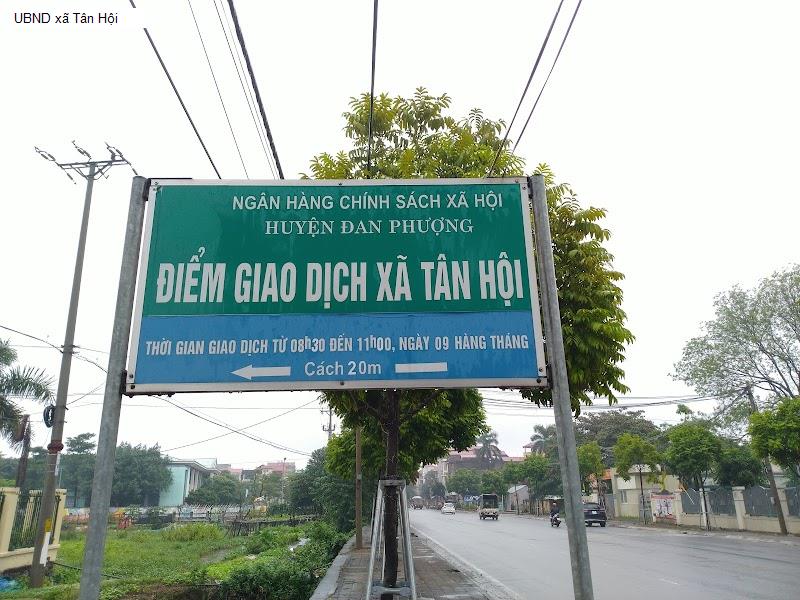 UBND xã Tân Hội
NGÂN HÀNG CHÍNH SÁCH XÃ HỘI
HUYỆN ĐAN PHƯỢNG
ĐIỂM GIAO DỊCH XÃ TÂN HỘI
THỜI GIAN GIAO DỊCH TỪ 08h30 ĐẾN 11h00, NGÀY 09 HÀNG THÁNG
Cách 20m